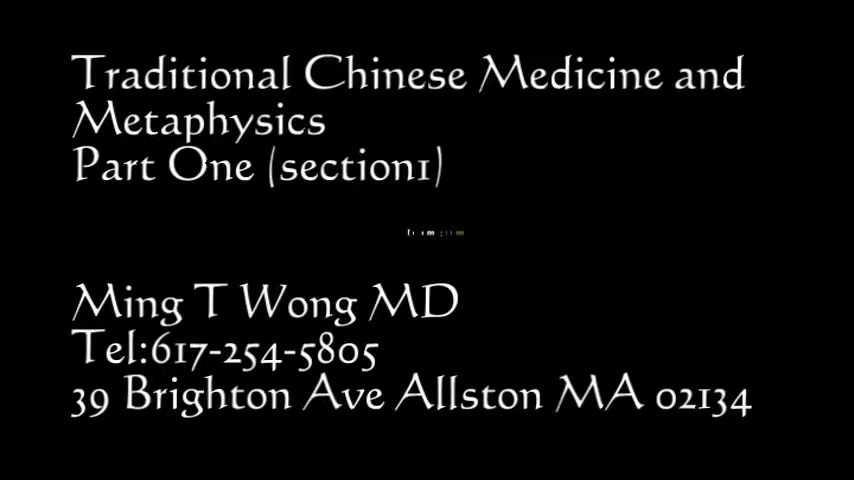 Traditional Chinese Medicine and
Metaphysics
Part One (section1)
Ming T Wong MD
Tel:617-254-5805
39 Brighton Ave Allston MA 02134